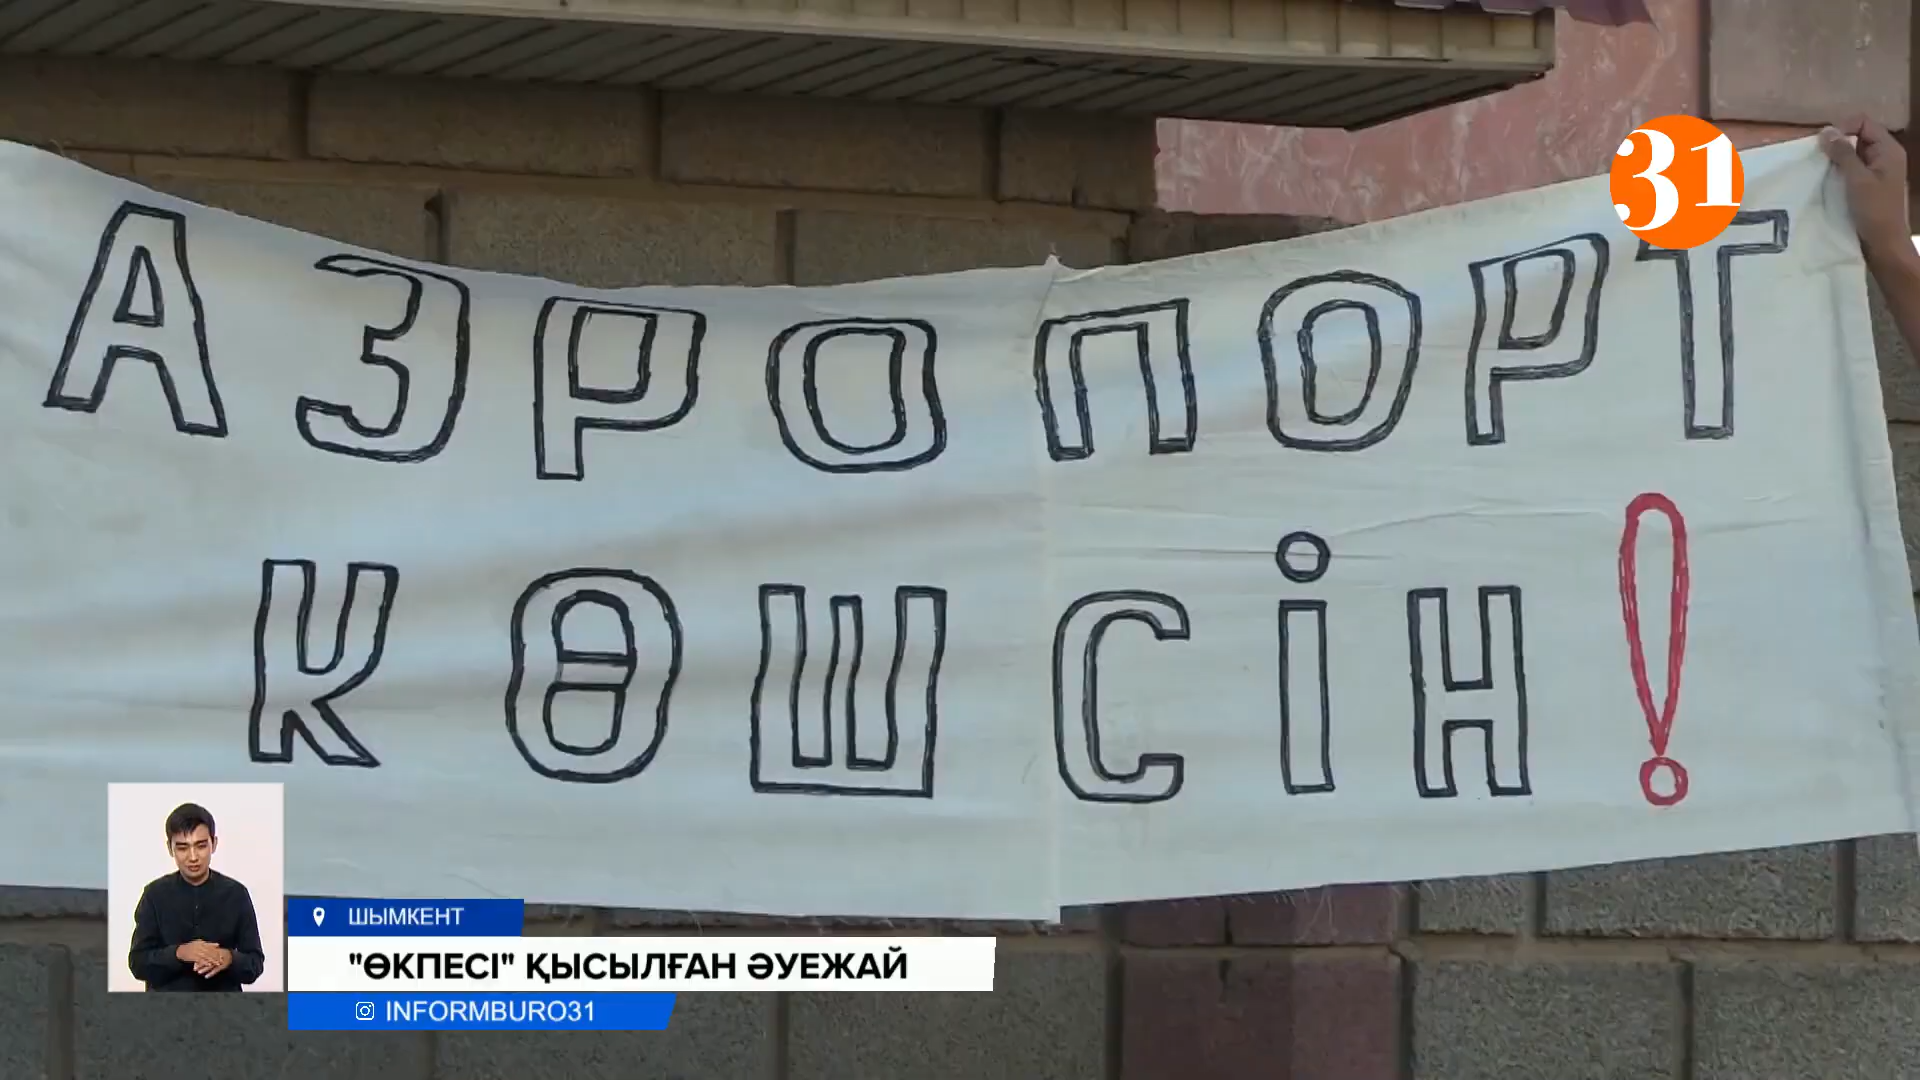 31
АЭРОПОРТ
КӨШСІН!
ШЫМКЕНТ
"ӨКПЕСІ" ҚЫСЫЛҒАН ӘУЕЖАЙ
INFORMBURO31